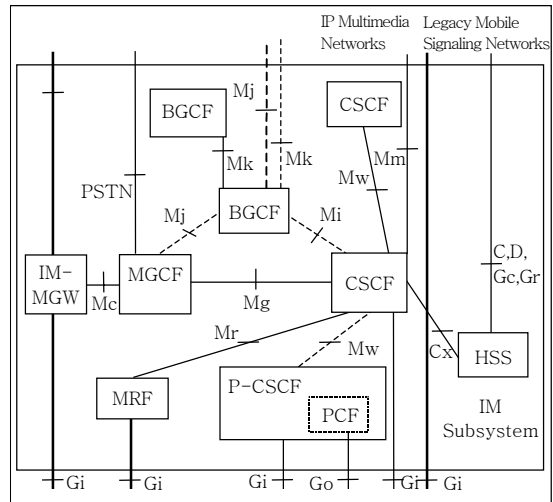 IP Multimedia
Networks
Legacy Mobile
Signaling Networks
BGCF
Mj
CSCF
Mk
Mk
Mw
Mm
PSTN
BGCF
Mj
Mi
C,D,
Gc,Gr
IM-
MGW
Mc
MGCF
Mg
CSCF
Mr
Mw
Cx
HSS
MRF
P-CSCF
PCF
IM
Subsystem
Gi
Gi
Gi
Go
Gi
Gi